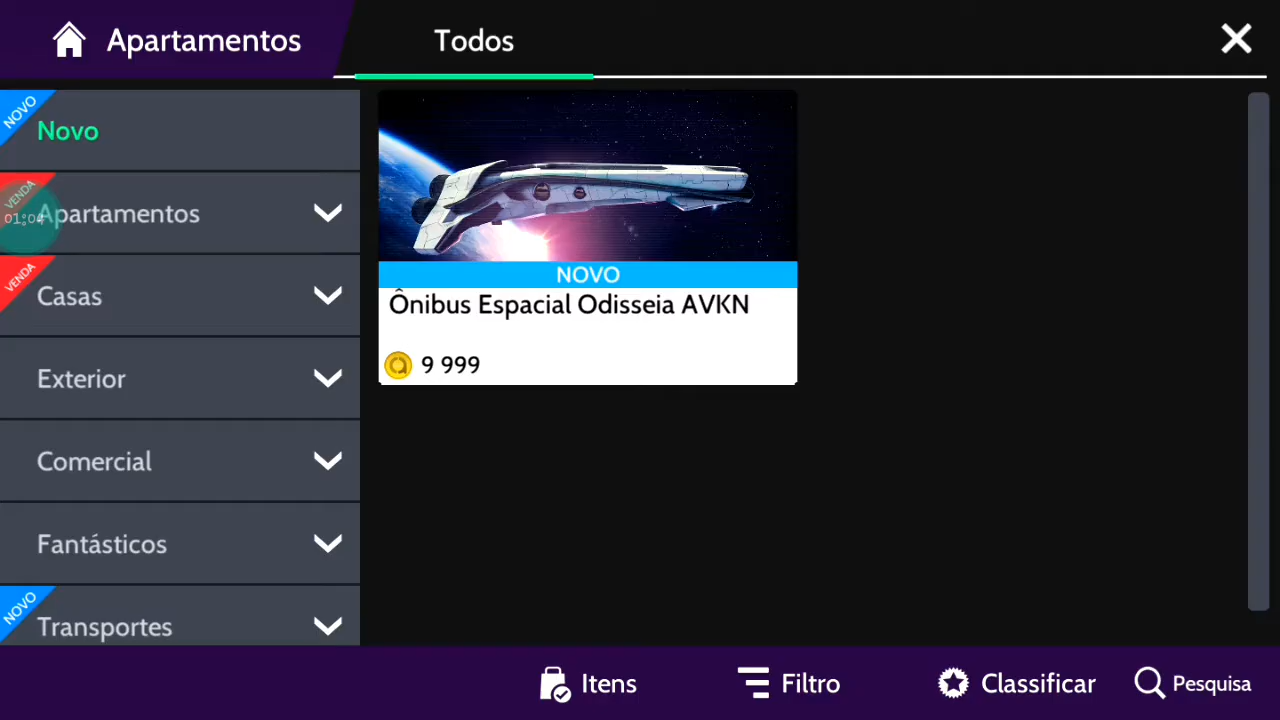 Apartamentos
Todos
NOVO
Novo
VENDA
01:04
Apartamentos
VENDA
Casas
Exterior
Comercial
Fantásticos
NOVO
Transportes
NOVO
Ônibus Espacial Odisseia AVKN
9 999
Itens
Filtro
Classificar
Pesquisa